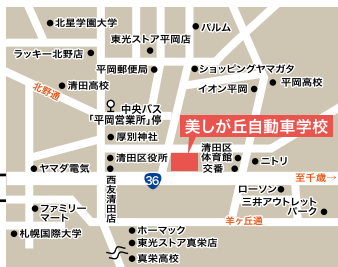 北星学園大学
パルム
東光ストア平岡店
ラッキー北野店
平岡郵便局
ショッピングヤマガタ
北野通
清田高校
イオン平岡
平岡高校
中央バス
「平岡営業所」停
美しが丘自動車学校
厚別神社
清田区役所
清田区
体育館
交番
ニトリ
ヤマダ電気
36
至千歳→
西友清田店
ローソン
三井アウトレット
パーク
ファミリー
マート
羊ヶ丘通
札幌国際大学
ホーマック
東光ストア真栄店
真栄高校